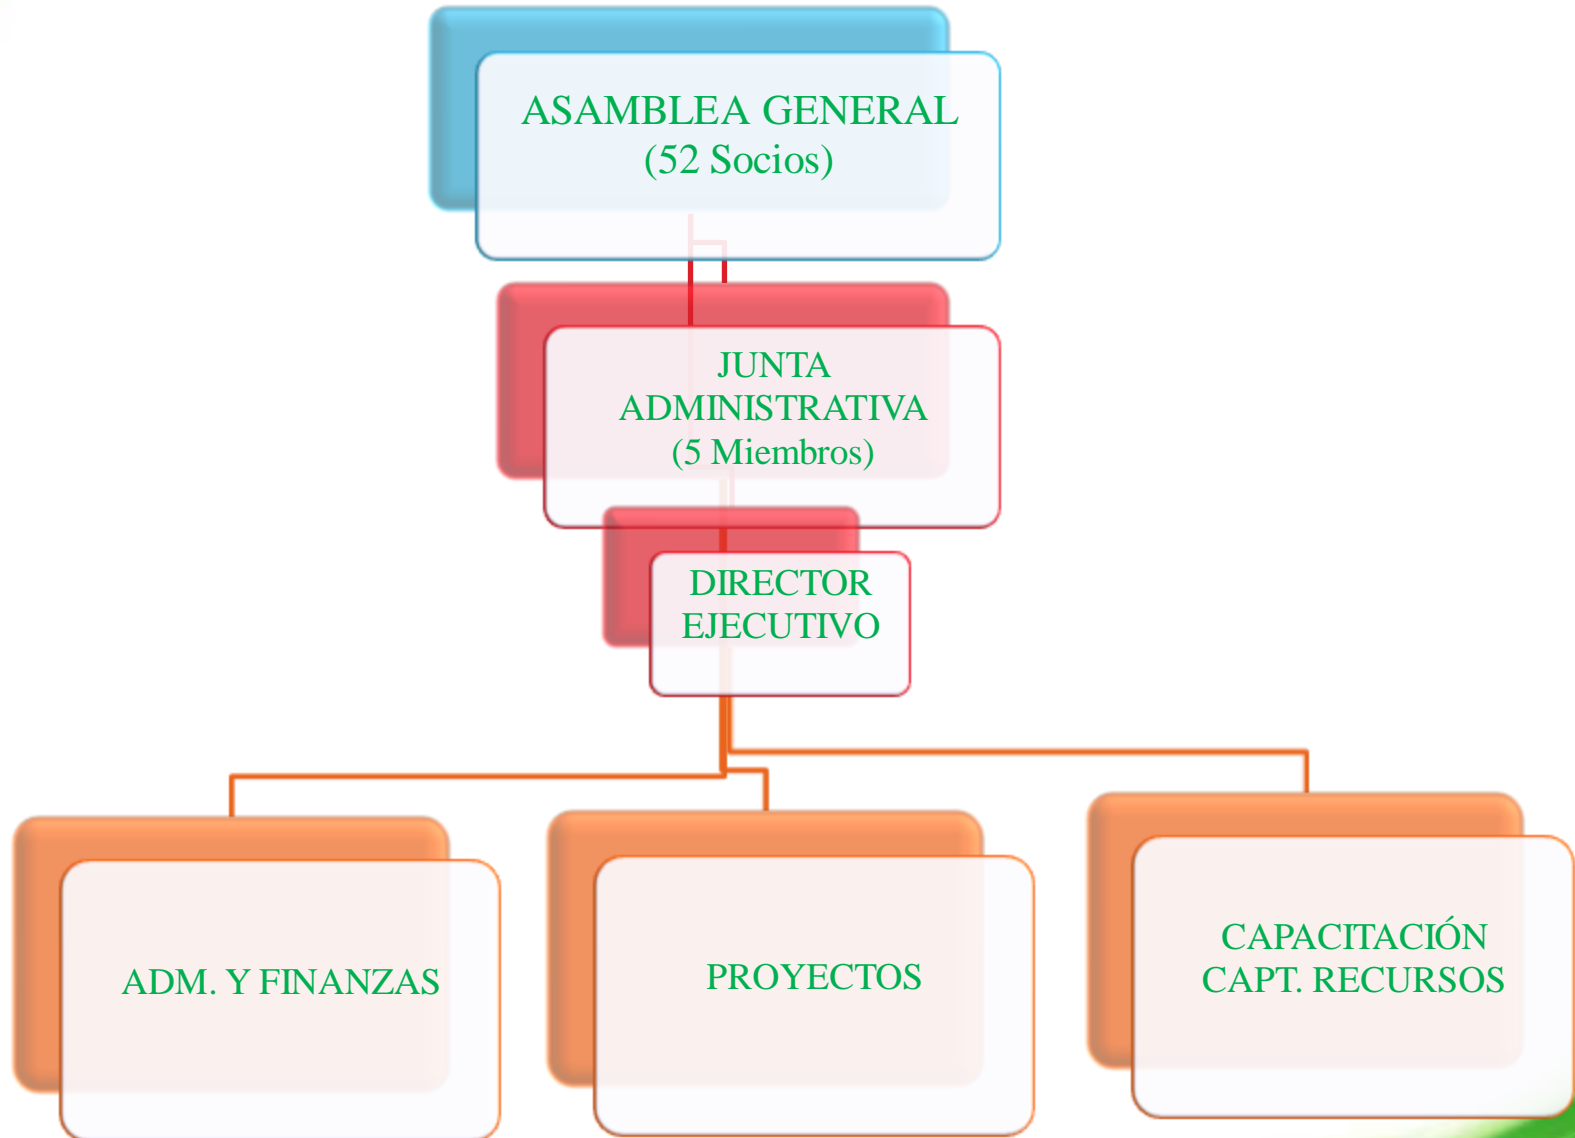 ASAMBLEA GENERAL
(52 Socios)
JUNTA
ADMINISTRATIVA
(5 Miembros)
DIRECTOR
EJECUTIVO
ADM. Y FINANZAS
PROYECTOS
CAPACITACIÓN
CAPT. RECURSOS